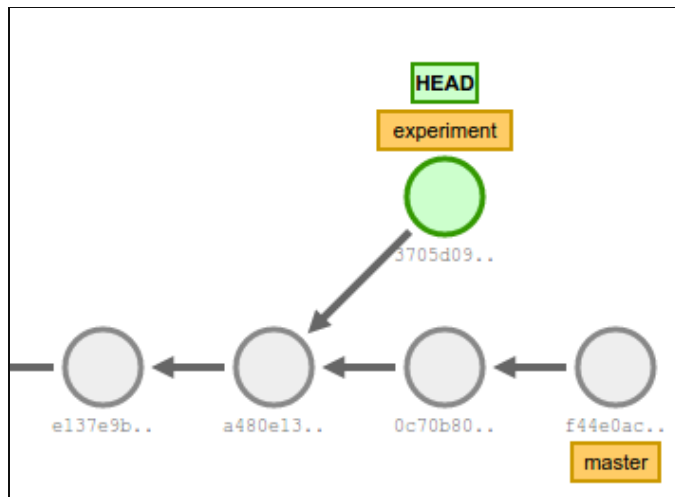 HEAD
experiment
3705d09..
e137e9b..
a480e13..
0c70b80..
f44e0ac..
master